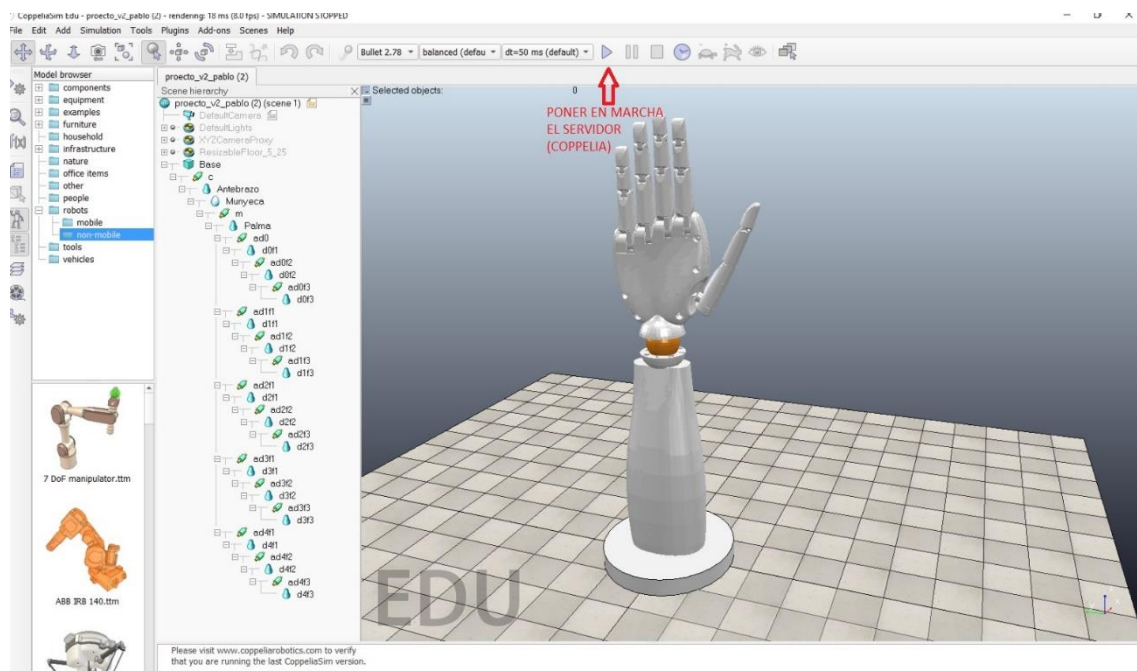 CoppeliaSim Edu - proecto_v2_pablo (2) - rendering: 18 ms (8.0 fps) - SIMULATION STOPPED
File Edit Add Simulation Tools Plugins Add-ons Scenes Help
Bullet 2.78 balanced (defau dt=50 ms (default)
Model browser
components
equipment
examples
furniture
household
infrastructure
nature
office items
other
people
robots
mobile
non-mobile
tools
vehicles
7 DoF manipulator.ttm
ABB IRB 140.ttm
proecto_v2_pablo (2)
Scene hierarchy
proecto_v2_pablo (2) (scene 1)
DefaultCamera
DefaultLights
XYZCameraProxy
ResizableFloor_5_25
Base
c
Antebrazo
Munyeca
m
Palma
ad0
d0f1
ad0f2
d0f2
ad0f3
d0f3
ad1f1
d1f1
ad1f2
d1f2
ad1f3
d1f3
ad2f1
d2f1
ad2f2
d2f2
ad2f3
d2f3
ad3f1
d3f1
ad3f2
d3f2
ad3f3
d3f3
ad4f1
d4f1
ad4f2
d4f2
ad4f3
d4f3
Selected objects: 0
PONER EN MARCHA
EL SERVIDOR
(COPPELIA)
EDU
Please visit www.coppeliarobotics.com to verify
that you are running the last CoppeliaSim version.